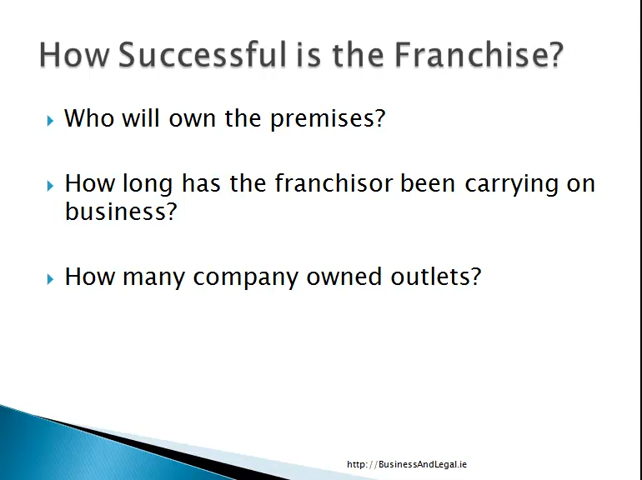 How Successful is the Franchise?
Who will own the premises?
How long has the franchisor been carrying on
business?
How many company owned outlets?
http://BusinessAndLegal.ie